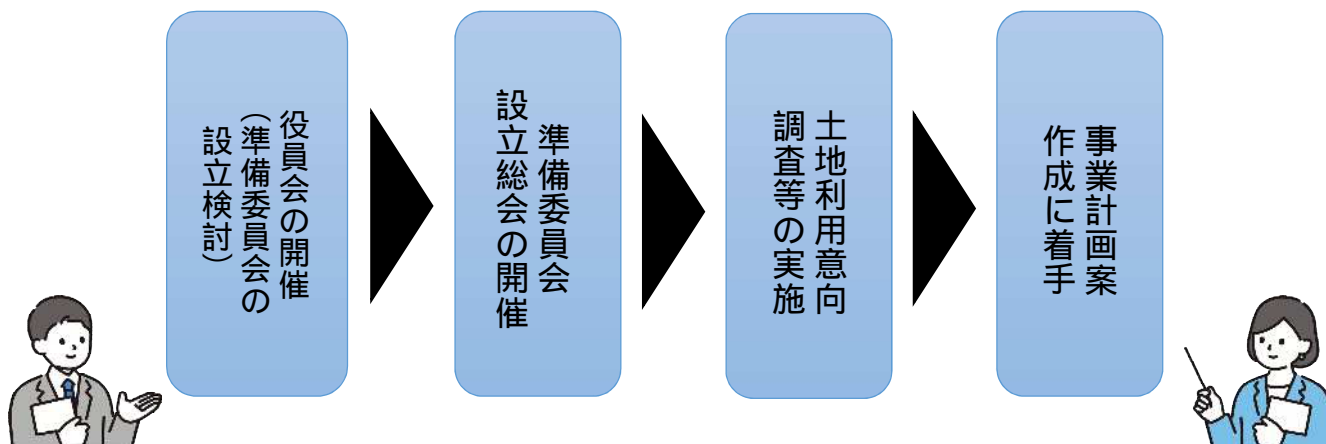 役員会の開催
（準備委員会の
設立検討）
準備委員会
設立総会の開催
土地利用意向
調査等の実施
事業計画案
作成に着手